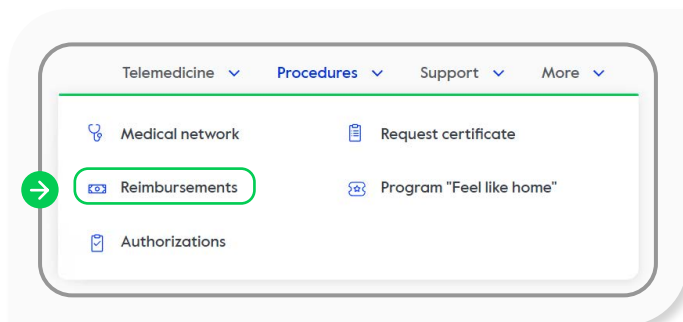 Telemedicine Procedures Support More
Medical network Request certificate
Reimbursements Program "Feel like home"
Authorizations